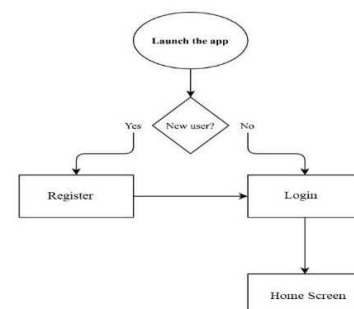 Launch the app
New user?
Yes
No
Register
Login
Home Screen